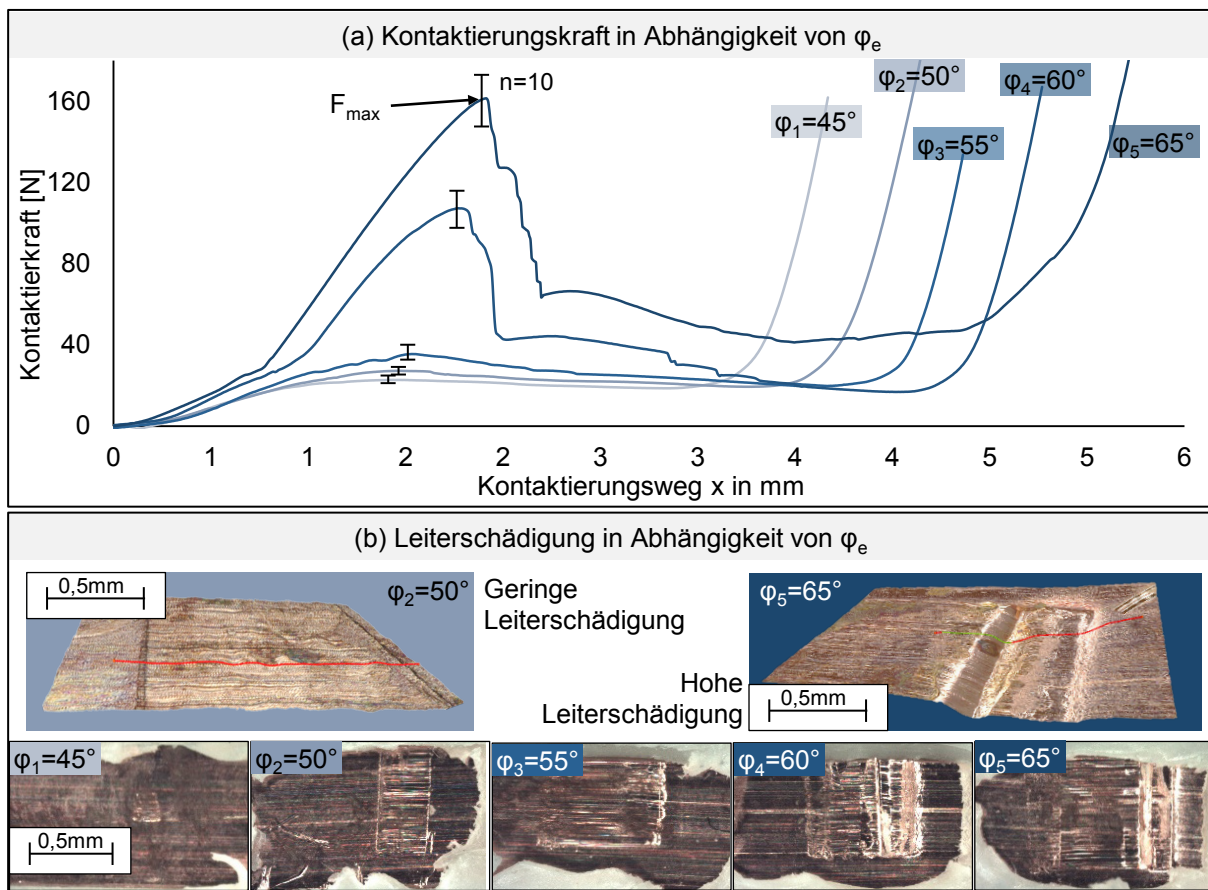 (a) Kontaktierungskraft in Abhängigkeit von φₑ
Kontaktierkraft [N]
160
120
80
40
0
F_max
n=10
φ₁=45°
φ₂=50°
φ₃=55°
φ₄=60°
φ₅=65°
0 1 1 2 2 3 3 4 4 5 5 6
Kontaktierungsweg x in mm
(b) Leiterschädigung in Abhängigkeit von φₑ
0,5mm
φ₂=50°
Geringe
Leiterschädigung
φ₅=65°
Hohe
Leiterschädigung
0,5mm
φ₁=45°
0,5mm
φ₂=50°
φ₃=55°
φ₄=60°
φ₅=65°